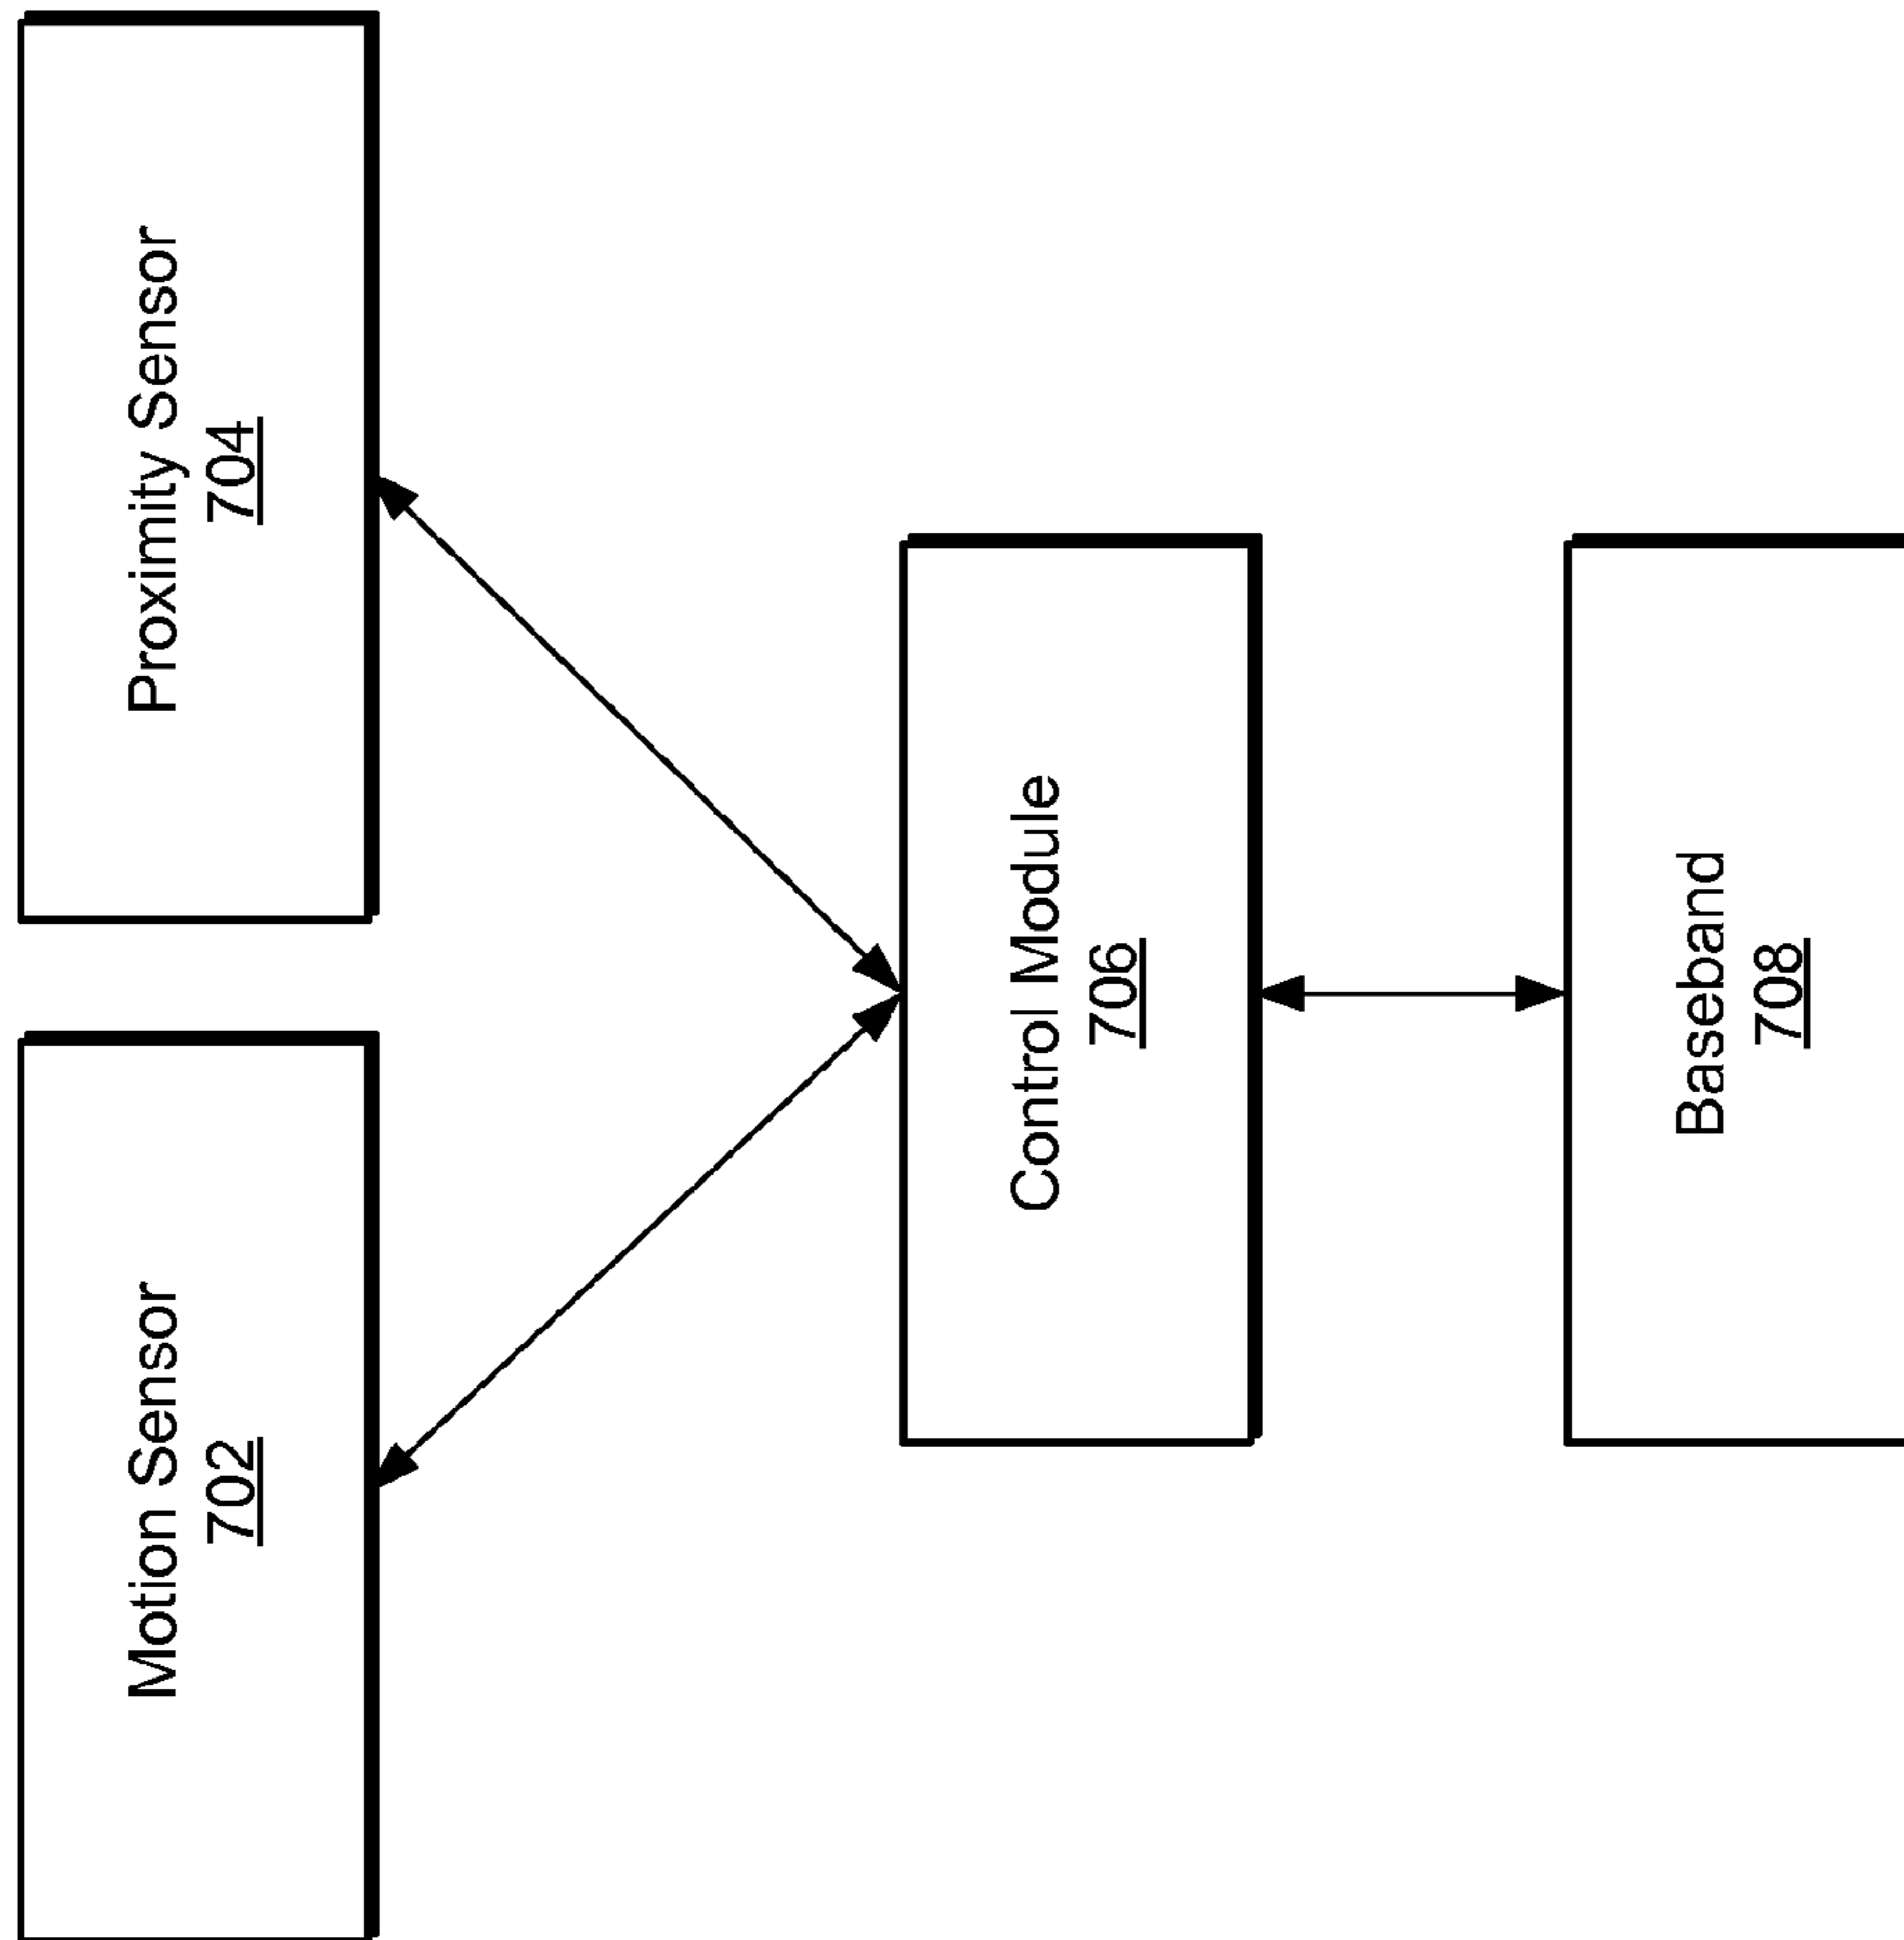 Motion Sensor
702
Proximity Sensor
704
Control Module
706
Baseband
708